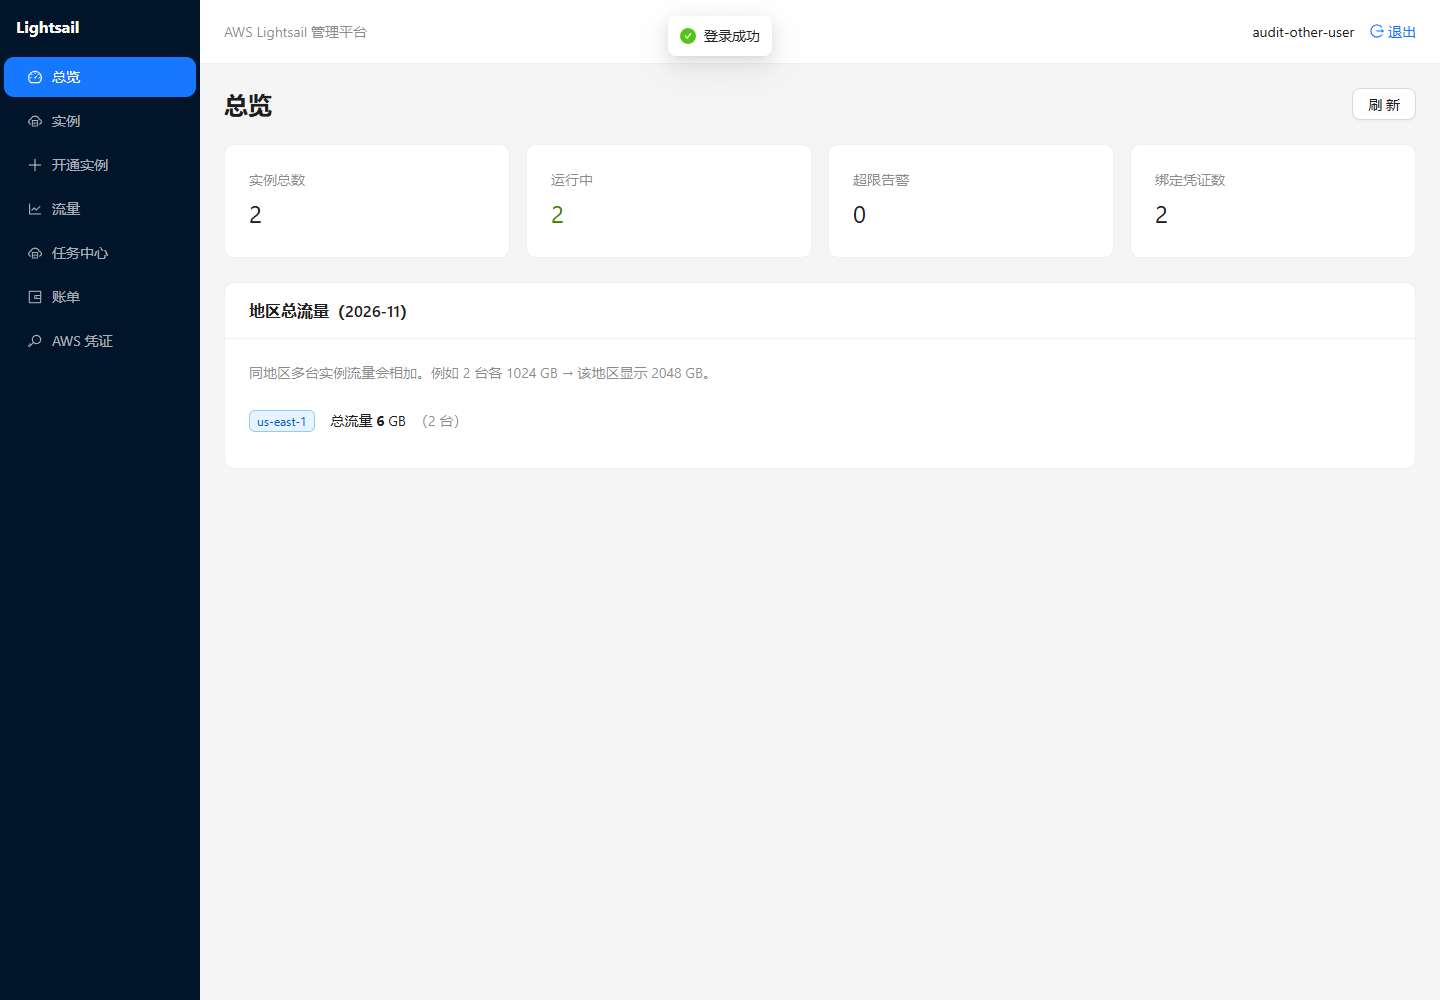 Lightsail
AWS Lightsail 管理平台
登录成功
audit-other-user
退出
总览
实例
开通实例
流量
任务中心
账单
AWS 凭证
总览
刷 新
实例总数
2
运行中
2
超限告警
0
绑定凭证数
2
地区总流量（2026-11)
同地区多台实例流量会相加。例如 2 台各 1024 GB → 该地区显示 2048 GB。
us-east-1 总流量 6 GB （2 台）